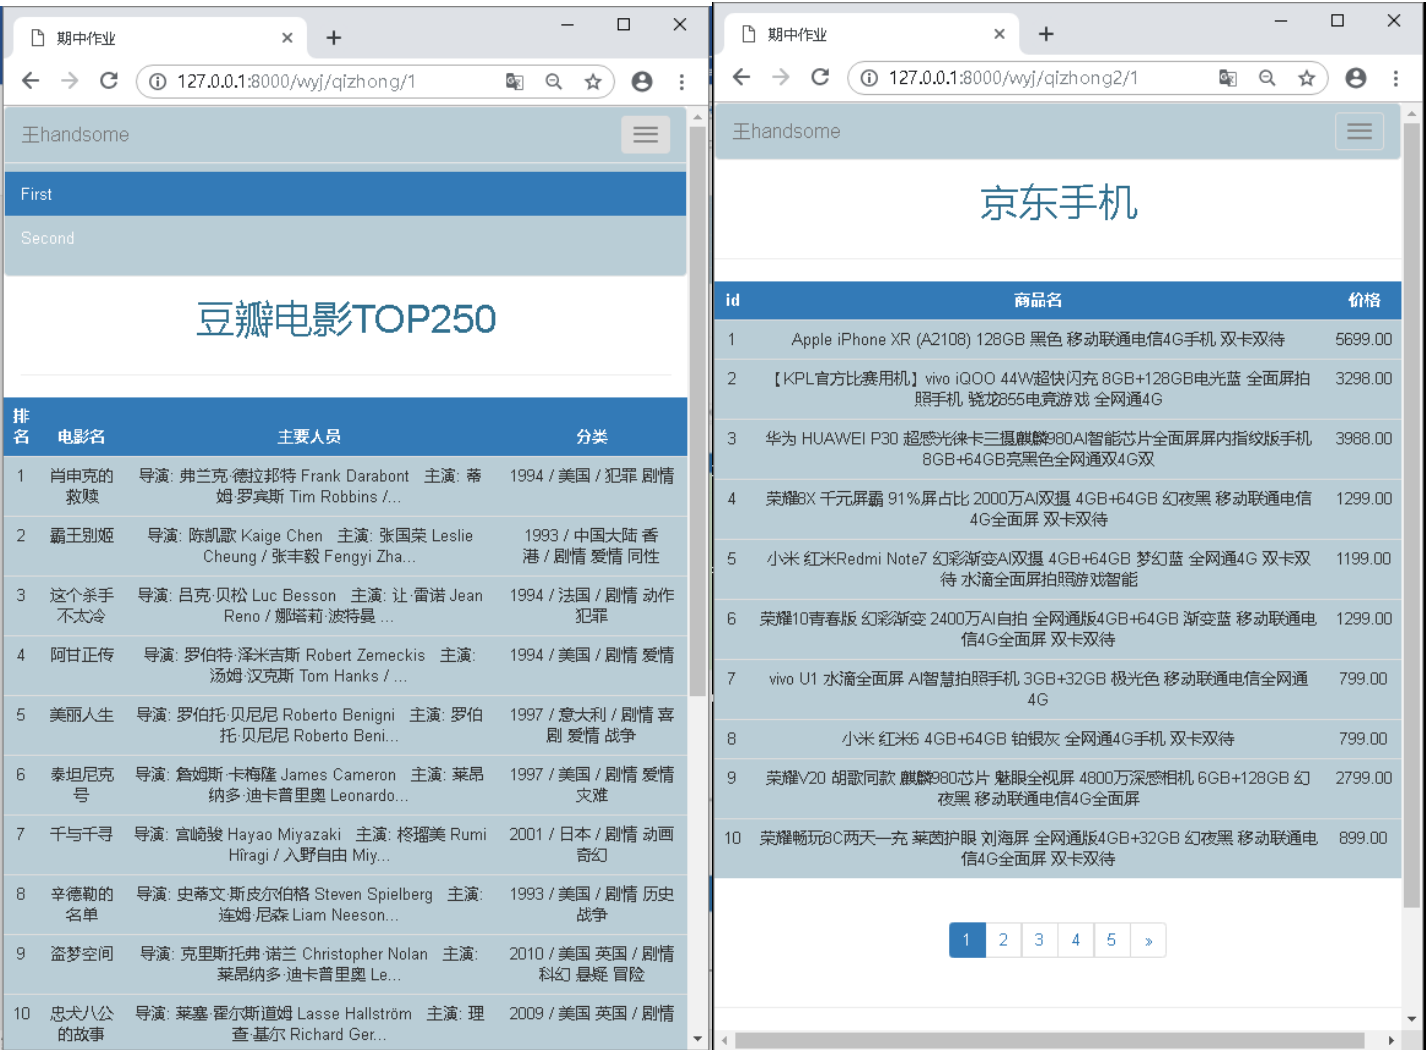 期中作业
127.0.0.1:8000/wyj/qizhong/1
王handsome
First
Second
豆瓣电影TOP250
排名 电影名 主要人员 分类
1 肖申克的 导演: 弗兰克·德拉邦特 Frank Darabont 主演: 蒂 1994 / 美国 / 犯罪 剧情
救赎 姆·罗宾斯 Tim Robbins /...
2 霸王别姬 导演: 陈凯歌 Kaige Chen 主演: 张国荣 Leslie 1993 / 中国大陆 香
Cheung / 张丰毅 Fengyi Zha... 港 / 剧情 爱情 同性
3 这个杀手 导演: 吕克·贝松 Luc Besson 主演: 让·雷诺 Jean 1994 / 法国 / 剧情 动作
不太冷 Reno / 娜塔莉·波特曼 ... 犯罪
4 阿甘正传 导演: 罗伯特·泽米吉斯 Robert Zemeckis 主演: 1994 / 美国 / 剧情 爱情
汤姆·汉克斯 Tom Hanks / ...
5 美丽人生 导演: 罗伯托·贝尼尼 Roberto Benigni 主演: 罗伯 1997 / 意大利 / 剧情 喜
托·贝尼尼 Roberto Beni... 剧 爱情 战争
6 泰坦尼克 导演: 詹姆斯·卡梅隆 James Cameron 主演: 莱昂 1997 / 美国 / 剧情 爱情
号 纳多·迪卡普里奥 Leonardo... 灾难
7 千与千寻 导演: 宫崎骏 Hayao Miyazaki 主演: 柊瑠美 Rumi 2001 / 日本 / 剧情 动画
Hîragi / 入野自由 Miy... 奇幻
8 辛德勒的 导演: 史蒂文·斯皮尔伯格 Steven Spielberg 主演: 1993 / 美国 / 剧情 历史
名单 连姆·尼森 Liam Neeson... 战争
9 盗梦空间 导演: 克里斯托弗·诺兰 Christopher Nolan 主演: 2010 / 美国 英国 / 剧情
莱昂纳多·迪卡普里奥 Le... 科幻 悬疑 冒险
10 忠犬八公 导演: 莱塞·霍尔斯道姆 Lasse Hallström 主演: 理 2009 / 美国 英国 / 剧情
的故事 查·基尔 Richard Ger...
期中作业
127.0.0.1:8000/wyj/qizhong2/1
王handsome
京东手机
id 商品名 价格
1 Apple iPhone XR (A2108) 128GB 黑色 移动联通电信4G手机 双卡双待 5699.00
2 【KPL官方比赛用机】vivo iQOO 44W超快闪充 8GB+128GB电光蓝 全面屏拍 3298.00
照手机 骁龙855电竞游戏 全网通4G
3 华为 HUAWEI P30 超感光徕卡三摄麒麟980AI智能芯片全面屏屏内指纹版手机 3988.00
8GB+64GB亮黑色全网通双4G双
4 荣耀8X 千元屏霸 91%屏占比 2000万AI双摄 4GB+64GB 幻夜黑 移动联通电信 1299.00
4G全面屏 双卡双待
5 小米 红米Redmi Note7 幻彩渐变AI双摄 4GB+64GB 梦幻蓝 全网通4G 双卡双 1199.00
待 水滴全面屏拍照游戏智能
6 荣耀10青春版 幻彩渐变 2400万AI自拍 全网通版4GB+64GB 渐变蓝 移动联通电 1299.00
信4G全面屏 双卡双待
7 vivo U1 水滴全面屏 AI智慧拍照手机 3GB+32GB 极光色 移动联通电信全网通 799.00
4G
8 小米 红米6 4GB+64GB 铂银灰 全网通4G手机 双卡双待 799.00
9 荣耀V20 胡歌同款 麒麟980芯片 魅眼全视屏 4800万深感相机 6GB+128GB 幻 2799.00
夜黑 移动联通电信4G全面屏
10 荣耀畅玩8C两天一充 莱茵护眼 刘海屏 全网通版4GB+32GB 幻夜黑 移动联通电 899.00
信4G全面屏 双卡双待
1 2 3 4 5 »